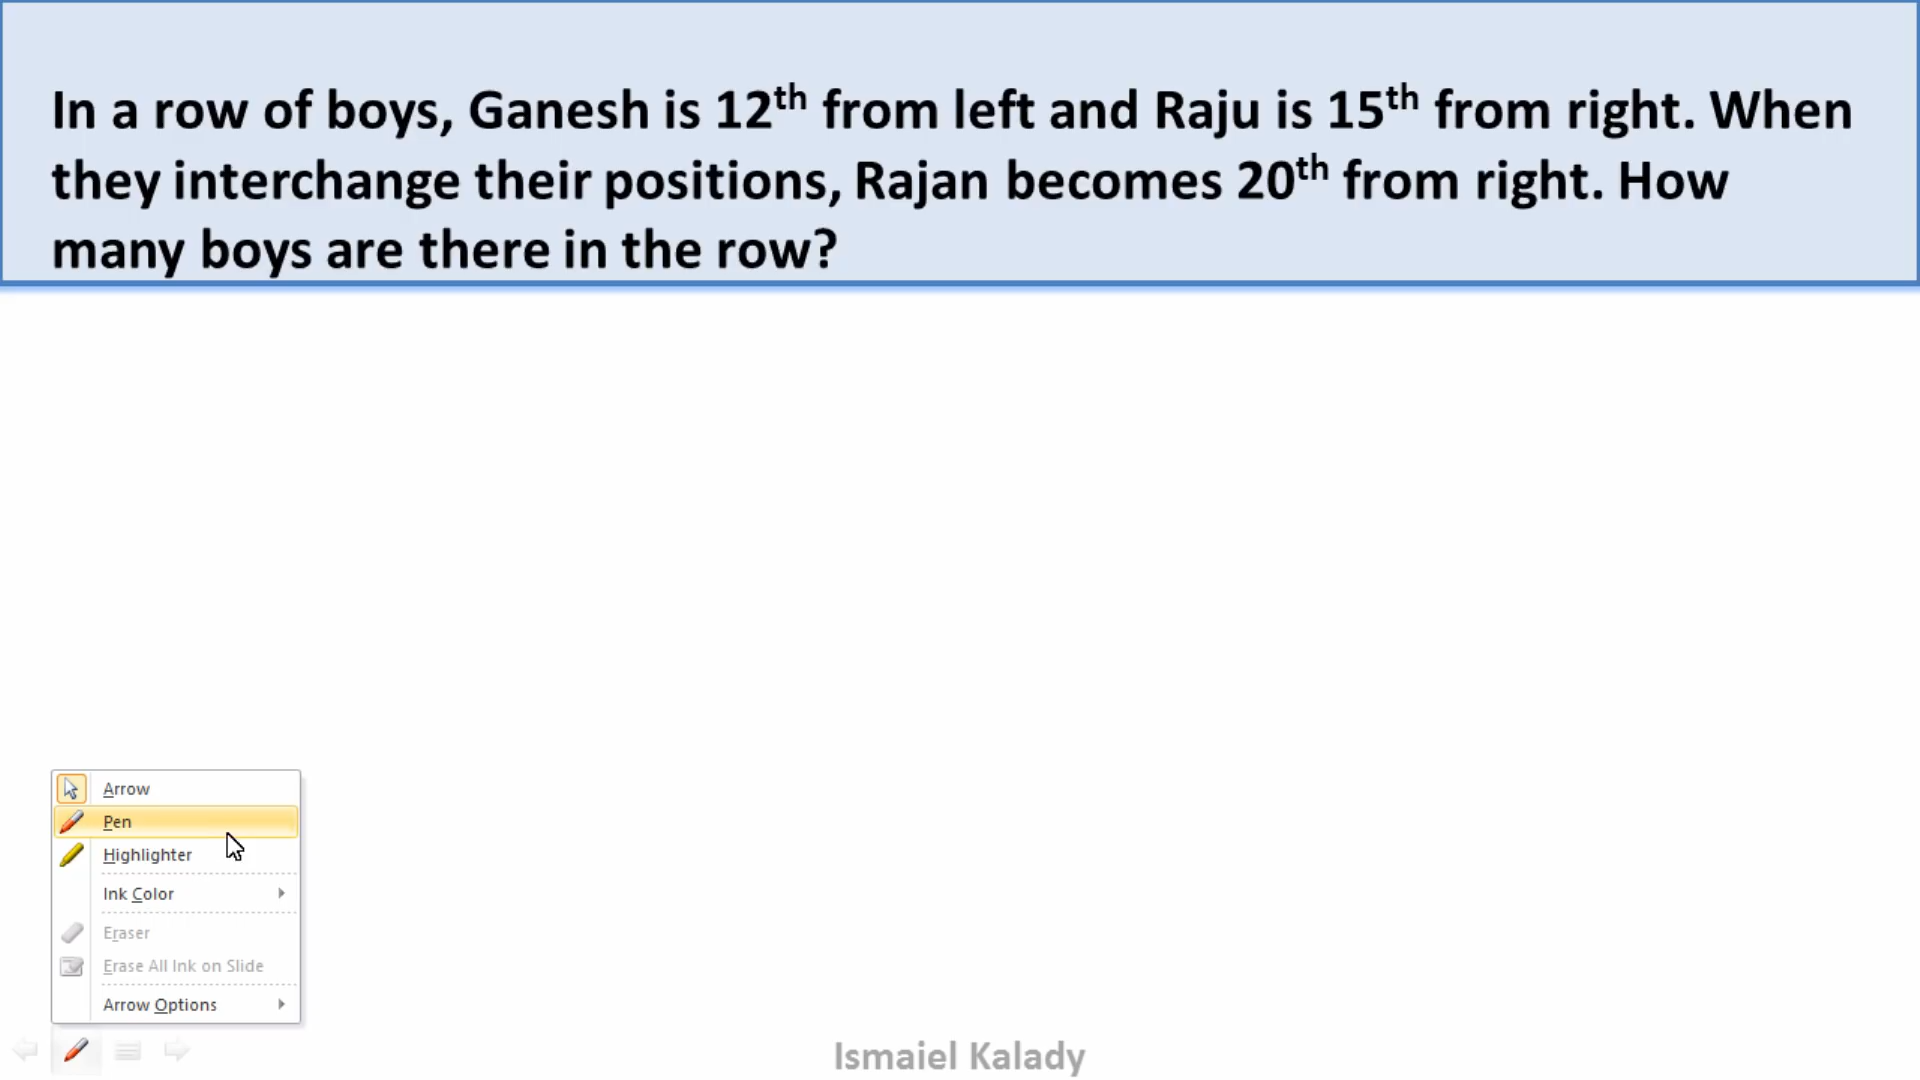 In a row of boys, Ganesh is 12th from left and Raju is 15th from right. When
they interchange their positions, Rajan becomes 20th from right. How
many boys are there in the row?
Arrow
Pen
Highlighter
Ink Color
Eraser
Erase All Ink on Slide
Arrow Options
Ismaiel Kalady